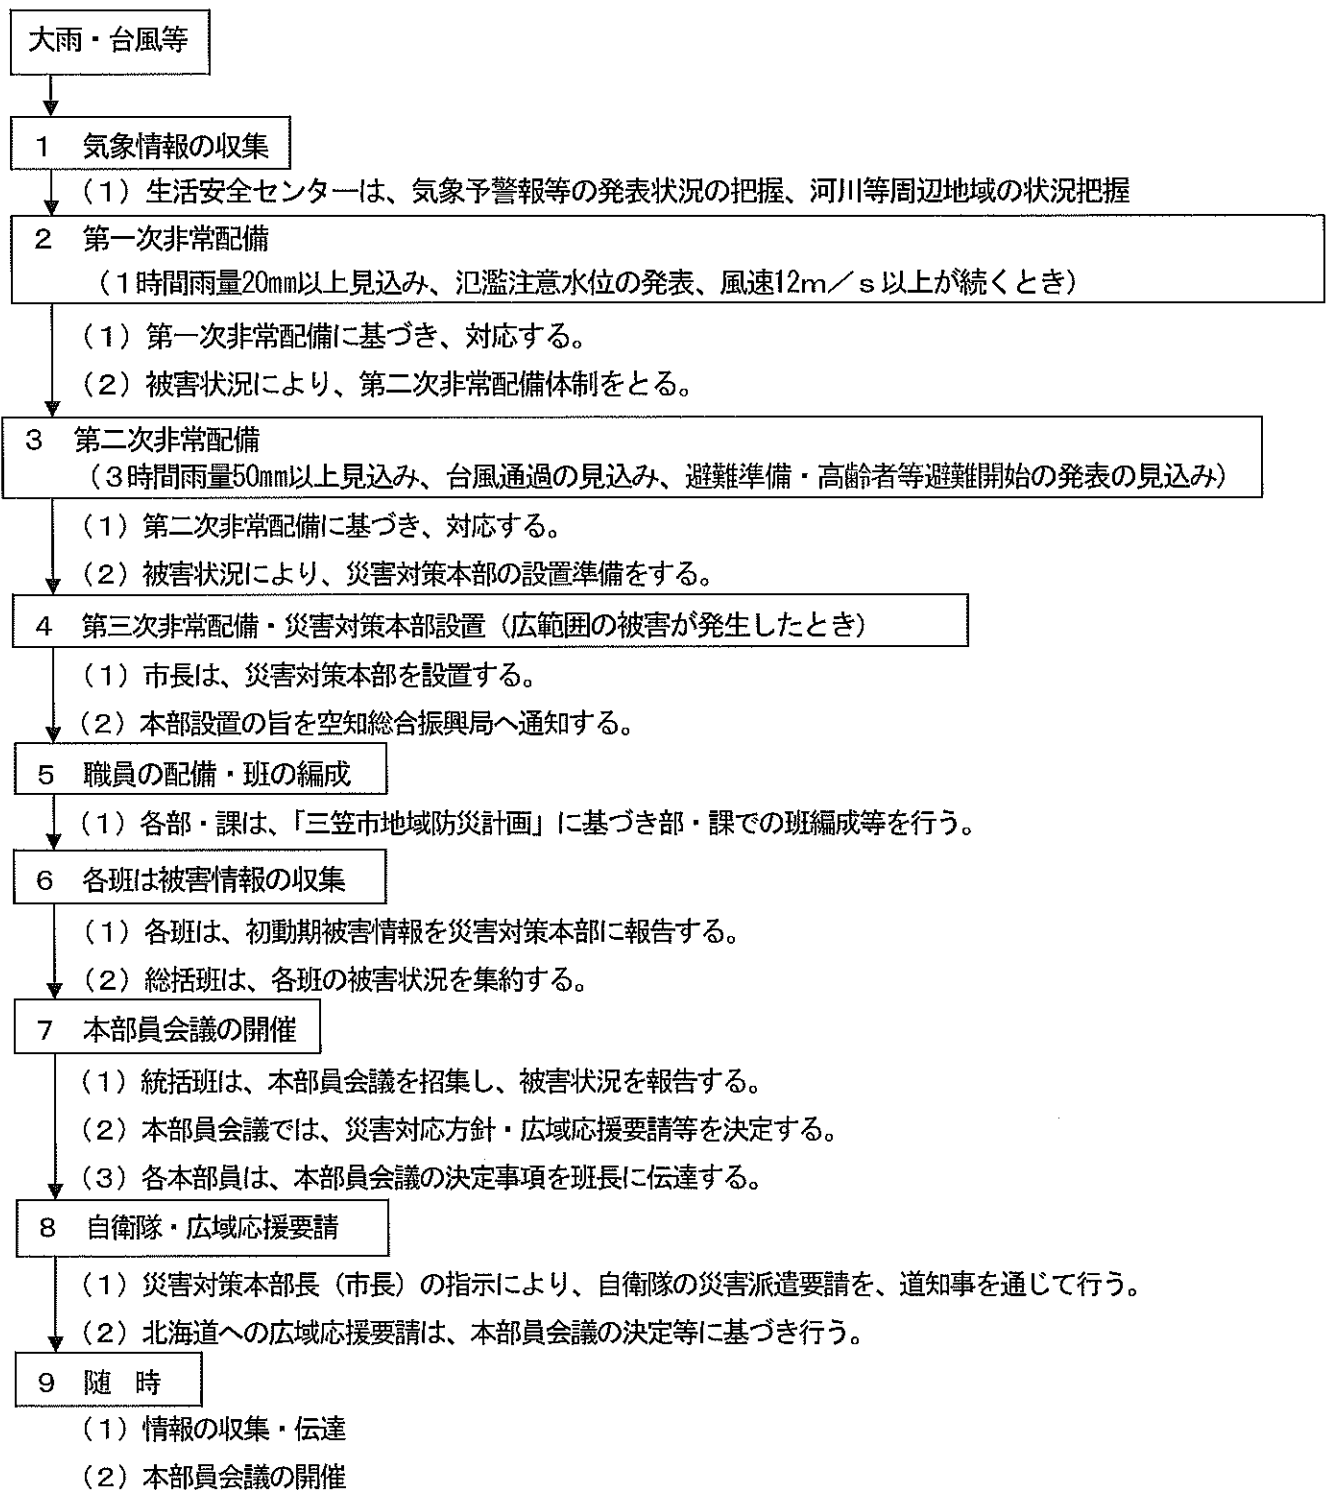 大雨・台風等
1 気象情報の収集
(1) 生活安全センターは、気象予警報等の発表状況の把握、河川等周辺地域の状況把握
2 第一次非常配備
(1時間雨量20mm以上見込み、氾濫注意水位の発表、風速12m/s以上が続くとき)
(1) 第一次非常配備に基づき、対応する。
(2) 被害状況により、第二次非常配備体制をとる。
3 第二次非常配備
(3時間雨量50mm以上見込み、台風通過の見込み、避難準備・高齢者等避難開始の発表の見込み)
(1) 第二次非常配備に基づき、対応する。
(2) 被害状況により、災害対策本部の設置準備をする。
4 第三次非常配備・災害対策本部設置(広範囲の被害が発生したとき)
(1) 市長は、災害対策本部を設置する。
(2) 本部設置の旨を空知総合振興局へ通知する。
5 職員の配備・班の編成
(1) 各部・課は、「三笠市地域防災計画」に基づき部・課での班編成等を行う。
6 各班は被害情報の収集
(1) 各班は、初動期被害情報を災害対策本部に報告する。
(2) 総括班は、各班の被害状況を集約する。
7 本部員会議の開催
(1) 統括班は、本部員会議を招集し、被害状況を報告する。
(2) 本部員会議では、災害対応方針・広域応援要請等を決定する。
(3) 各本部員は、本部員会議の決定事項を班長に伝達する。
8 自衛隊・広域応援要請
(1) 災害対策本部長(市長)の指示により、自衛隊の災害派遣要請を、道知事を通じて行う。
(2) 北海道への広域応援要請は、本部員会議の決定等に基づき行う。
9 随 時
(1) 情報の収集・伝達
(2) 本部員会議の開催